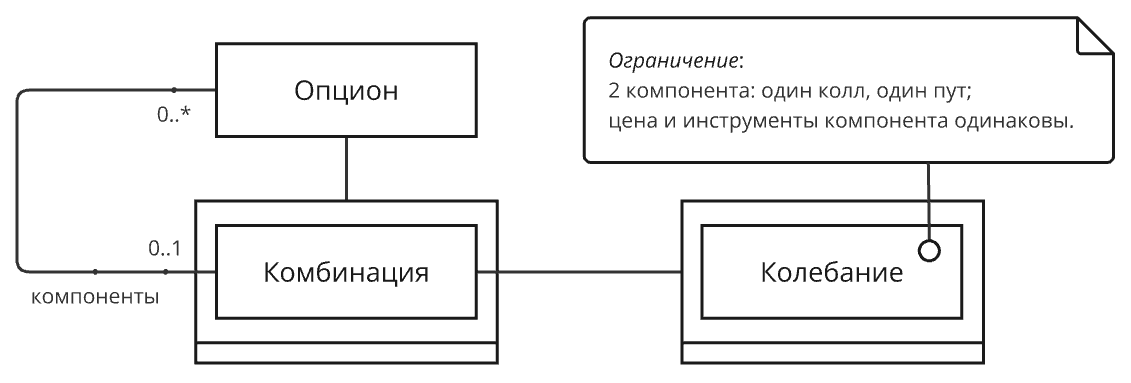 Опцион
0..*
0..1
Комбинация
компоненты
Ограничение:
2 компонента: один колл, один пут;
цена и инструменты компонента одинаковы.
Колебание